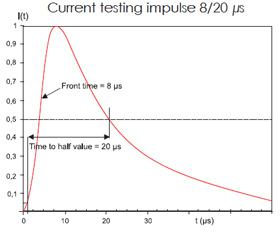 Current testing impulse 8/20 µs
I(t)
1
0,9
0,8
0,7
Front time = 8 µs
0,6
0,5
0,4
Time to half value = 20 µs
0,3
0,2
0,1
0 10 20 30 t (µs)